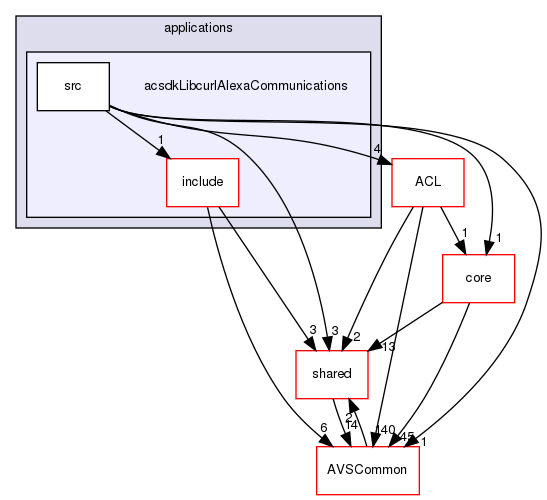 applications
src
acsdkLibcurlAlexaCommunications
1
4
include
ACL
1
1
core
3
3
2
13
shared
2
14
6
140
45
1
AVSCommon